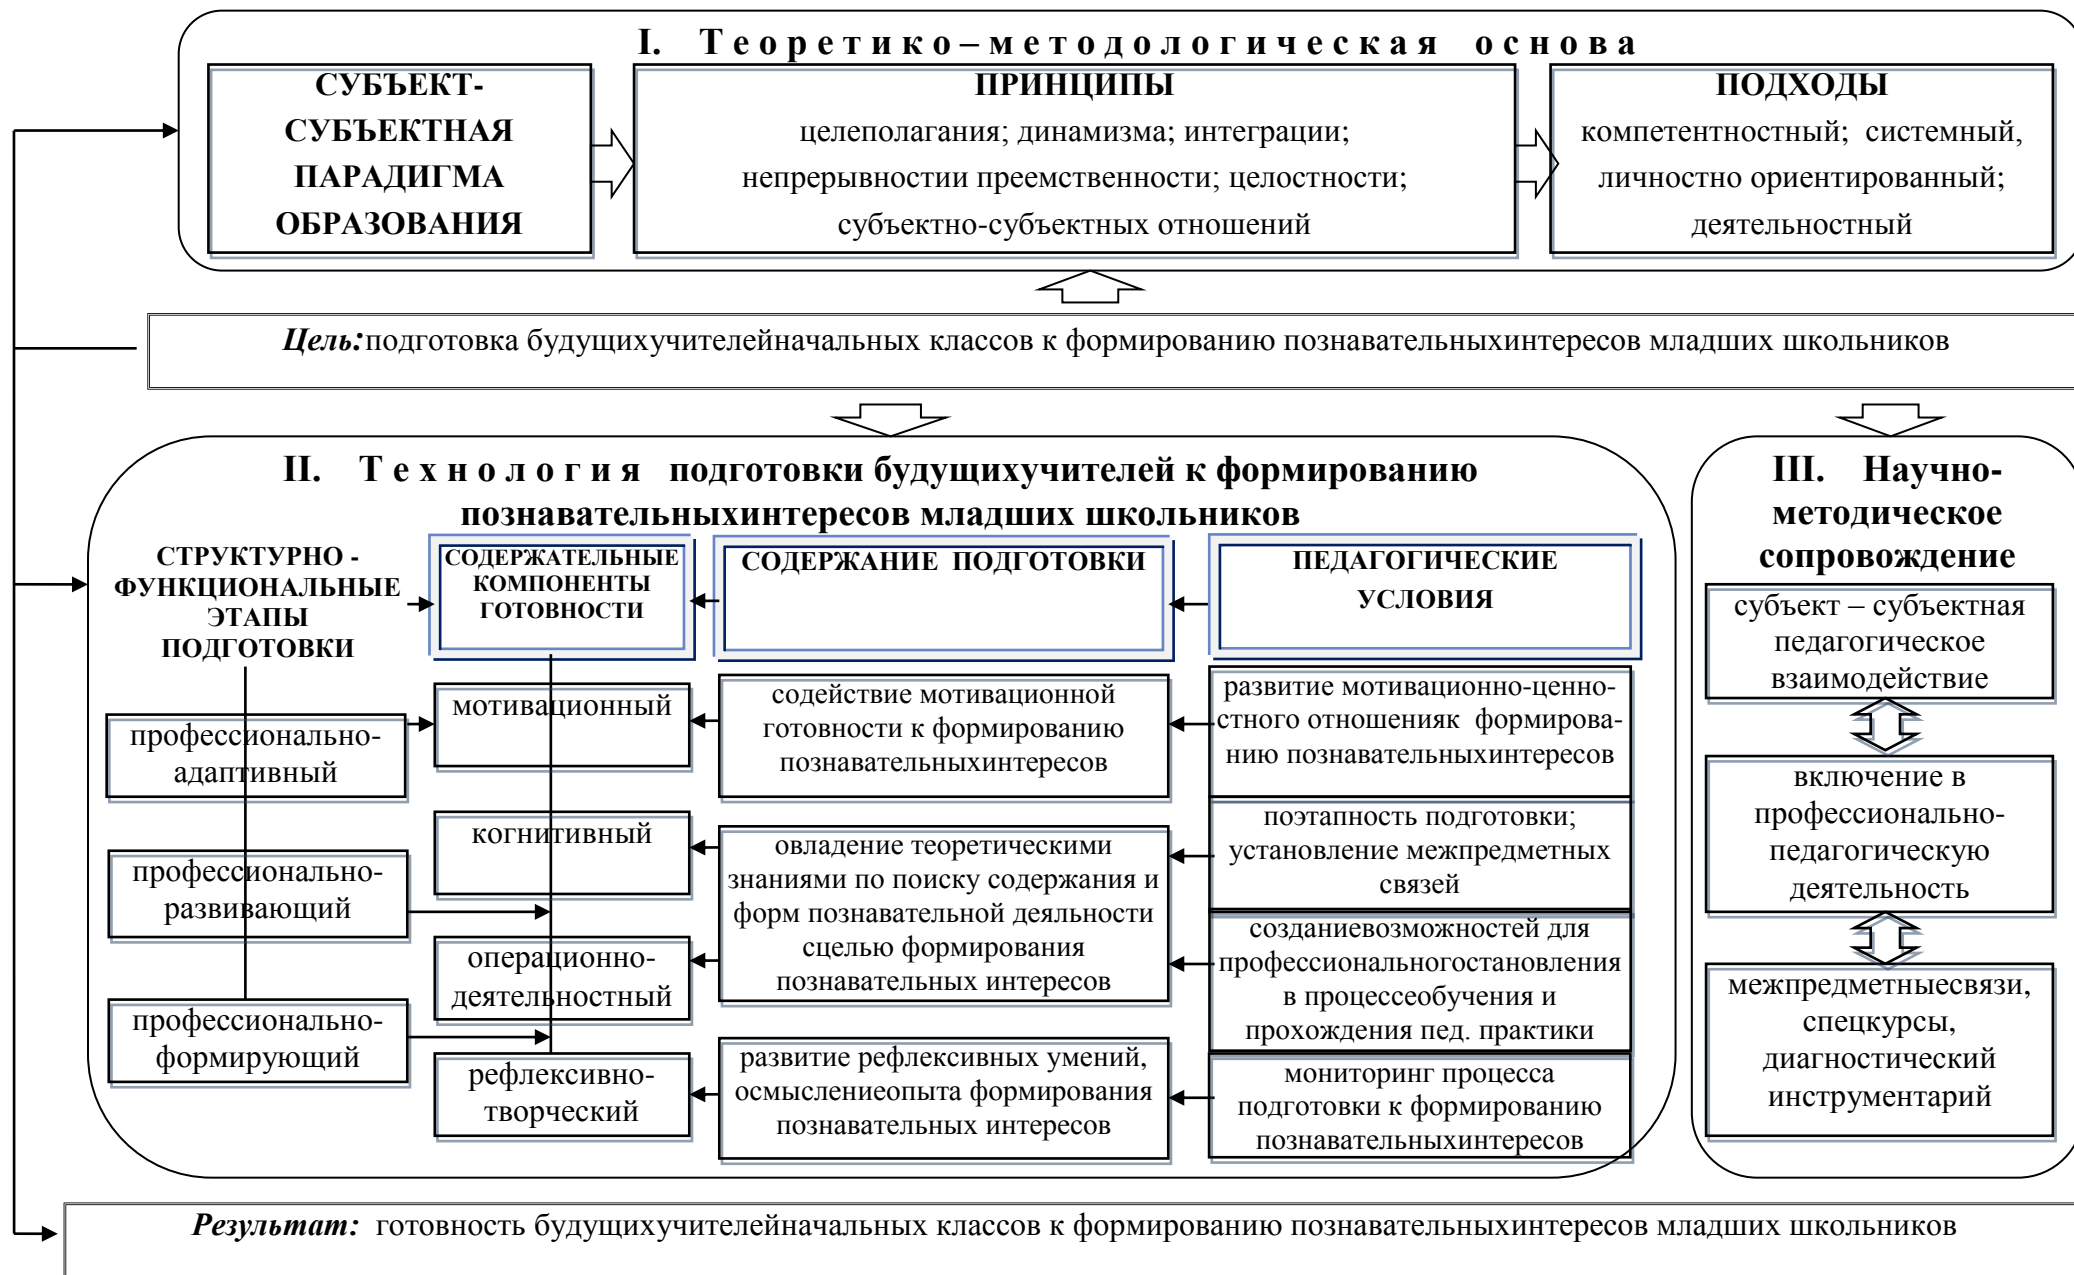 I. Теоретико–методологическая основа
СУБЪЕКТ-
СУБЪЕКТНАЯ
ПАРАДИГМА
ОБРАЗОВАНИЯ
ПРИНЦИПЫ
целеполагания; динамизма; интеграции;
непрерывностии преемственности; целостности;
субъектно-субъектных отношений
ПОДХОДЫ
компетентностный; системный,
личностно ориентированный;
деятельностный
Цель:подготовка будущихучителейначальных классов к формированию познавательныхинтересов младших школьников
II. Технология подготовки будущихучителей к формированию
познавательныхинтересов младших школьников
СТРУКТУРНО -
ФУНКЦИОНАЛЬНЫЕ
ЭТАПЫ
ПОДГОТОВКИ
профессионально-
адаптивный
профессионально-
развивающий
профессионально-
формирующий
СОДЕРЖАТЕЛЬНЫЕ
КОМПОНЕНТЫ
ГОТОВНОСТИ
мотивационный
когнитивный
операционно-
деятельностный
рефлексивно-
творческий
СОДЕРЖАНИЕ ПОДГОТОВКИ
содействие мотивационной
готовности к формированию
познавательныхинтересов
овладение теоретическими
знаниями по поиску содержания и
форм познавательной деяльности
сцелью формирования
познавательных интересов
развитие рефлексивных умений,
осмыслениеопыта формирования
познавательных интересов
ПЕДАГОГИЧЕСКИЕ
УСЛОВИЯ
развитие мотивационно-ценно-
стного отношенияк формирова-
нию познавательныхинтересов
поэтапность подготовки;
установление межпредметных
связей
созданиевозможностей для
профессиональногостановления
в процессеобучения и
прохождения пед. практики
мониторинг процесса
подготовки к формированию
познавательныхинтересов
III. Научно-
методическое
сопровождение
субъект – субъектная
педагогическое
взаимодействие
включение в
профессионально-
педагогическую
деятельность
межпредметныесвязи,
спецкурсы,
диагностический
инструментарий
Результат: готовность будущихучителейначальных классов к формированию познавательныхинтересов младших школьников